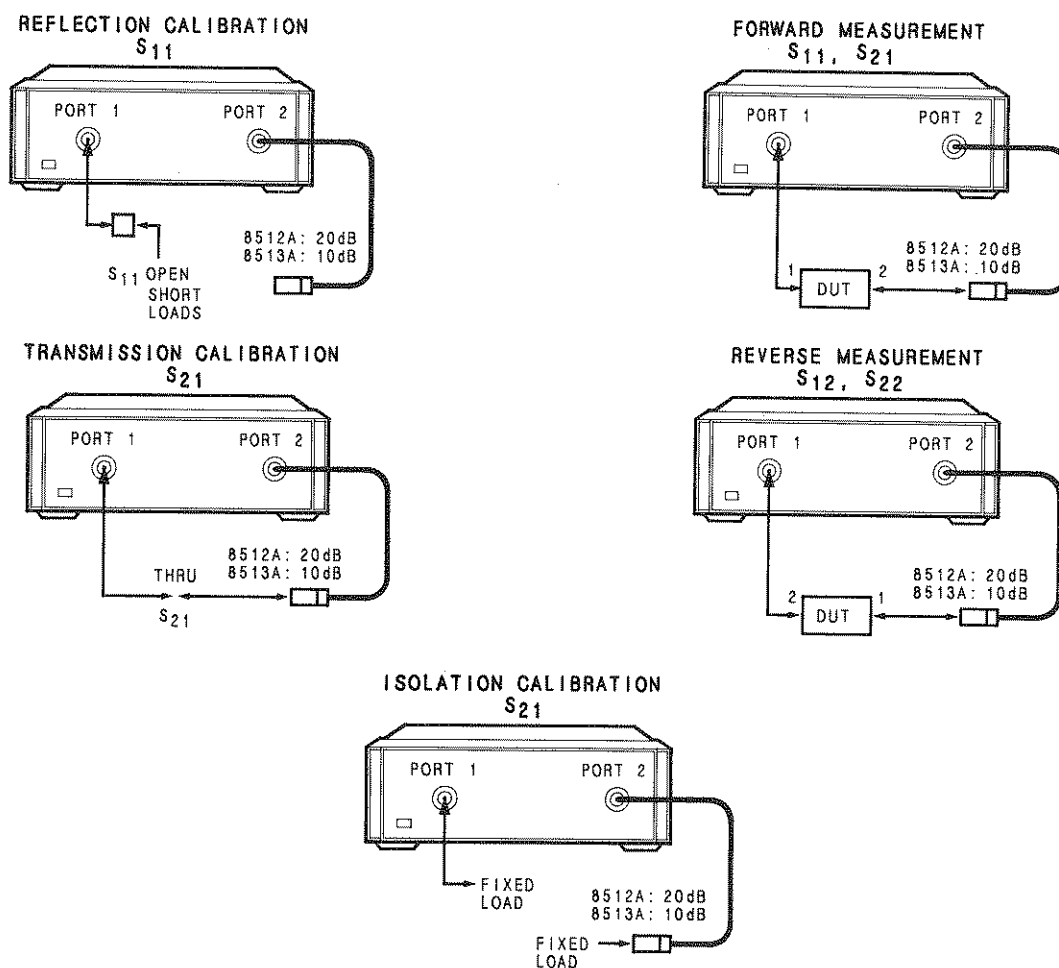 REFLECTION CALIBRATION
S11
PORT 1
PORT 2
8512A: 20dB
8513A: 10dB
S11 OPEN
SHORT
LOADS
FORWARD MEASUREMENT
S11, S21
PORT 1
PORT 2
8512A: 20dB
8513A: 10dB
1
DUT
2
TRANSMISSION CALIBRATION
S21
PORT 1
PORT 2
8512A: 20dB
8513A: 10dB
THRU
S21
REVERSE MEASUREMENT
S12, S22
PORT 1
PORT 2
8512A: 20dB
8513A: 10dB
2
DUT
1
ISOLATION CALIBRATION
S21
PORT 1
PORT 2
FIXED
LOAD
8512A: 20dB
8513A: 10dB
FIXED
LOAD